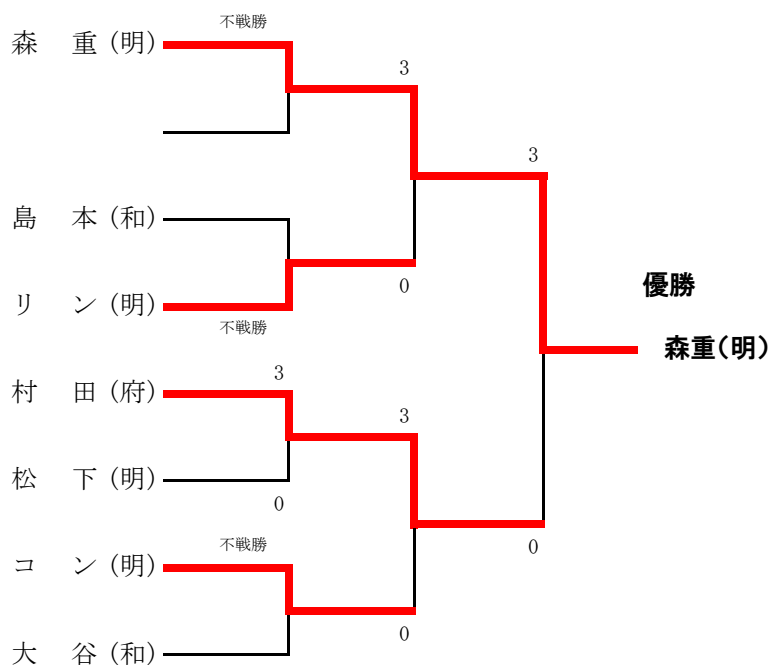 不戦勝
森　重(明)
3
3
島　本(和)
0
優勝
リ　ン(明)
不戦勝
森重(明)
3
村　田(府)
3
松　下(明)
0
不戦勝
0
コ　ン(明)
0
大　谷(和)